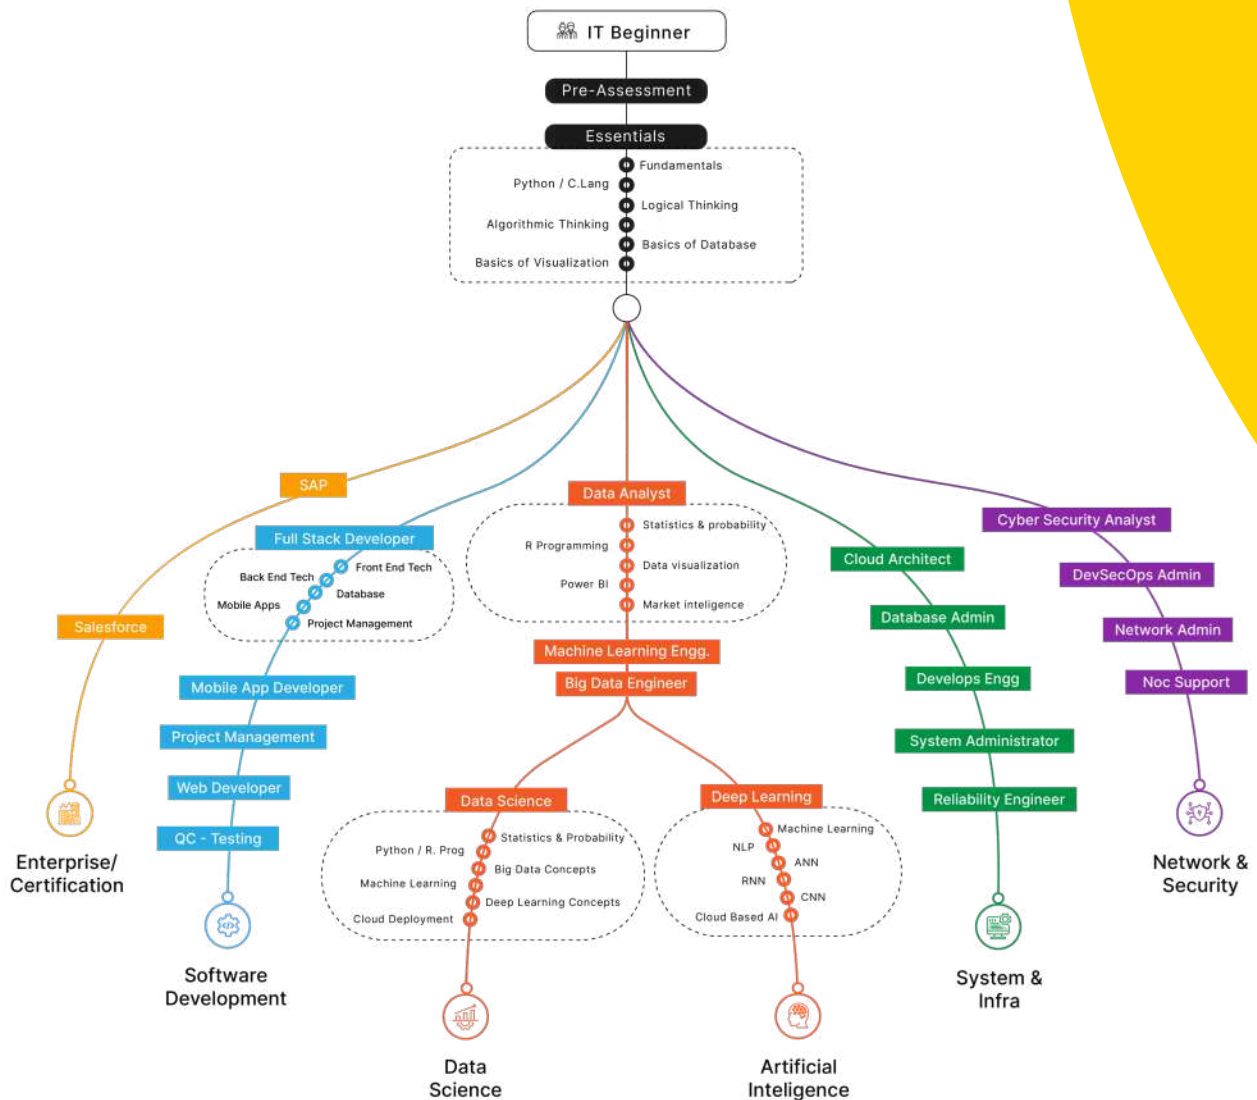 IT Beginner
Pre-Assessment
Essentials
Fundamentals
Python / C.Lang
Logical Thinking
Algorithmic Thinking
Basics of Database
Basics of Visualization
SAP
Salesforce
Enterprise/
Certification
Full Stack Developer
Front End Tech
Back End Tech
Database
Mobile Apps
Project Management
Mobile App Developer
Project Management
Web Developer
QC - Testing
Software
Development
Data Analyst
Statistics & probability
R Programming
Data visualization
Power BI
Market inteligence
Machine Learning Engg.
Big Data Engineer
Data Science
Statistics & Probability
Python / R. Prog
Big Data Concepts
Machine Learning
Deep Learning Concepts
Cloud Deployment
Data
Science
Deep Learning
Machine Learning
NLP
ANN
RNN
CNN
Cloud Based AI
Artificial
Inteligence
Cloud Architect
Database Admin
Develops Engg
System Administrator
Reliability Engineer
System &
Infra
Cyber Security Analyst
DevSecOps Admin
Network Admin
Noc Support
Network &
Security